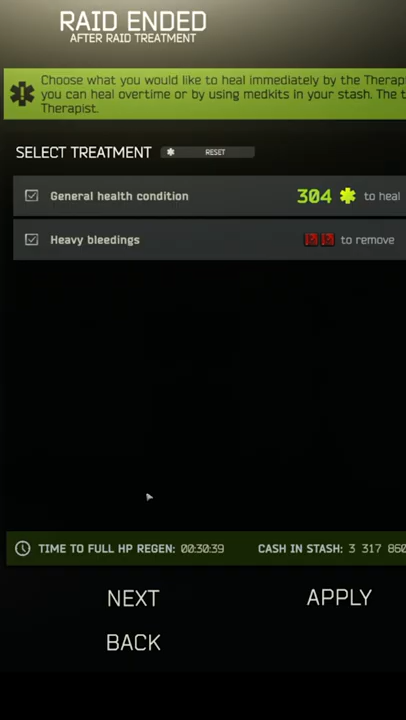 RAID ENDED
AFTER RAID TREATMENT
Choose what you would like to heal immediately by the Therap
you can heal overtime or by using medkits in your stash. The t
Therapist.
SELECT TREATMENT RESET
General health condition 304 to heal
Heavy bleedings to remove
TIME TO FULL HP REGEN: 00:30:39 CASH IN STASH: 3 317 860
NEXT APPLY
BACK